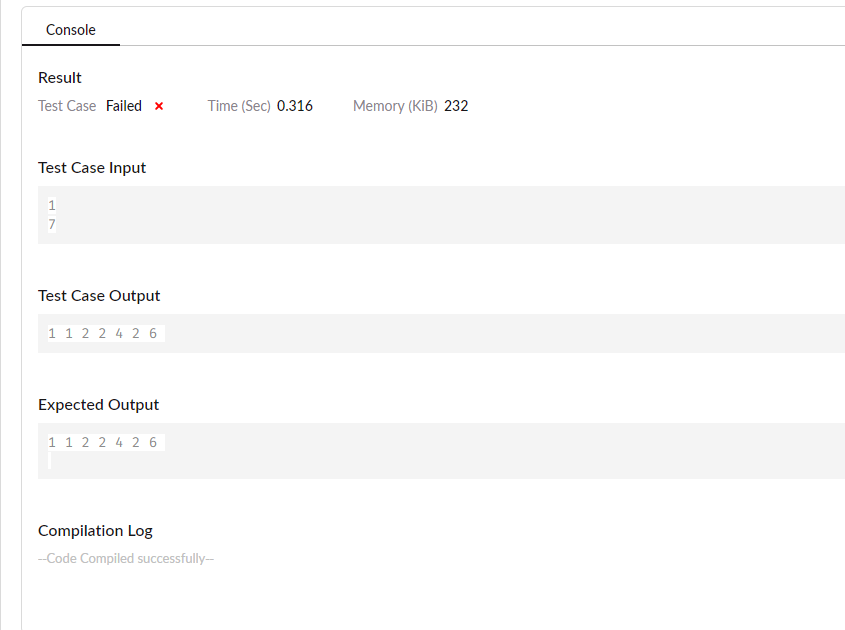 Console
Result
Test Case Failed ×
Time (Sec) 0.316
Memory (KiB) 232
Test Case Input
1
7
Test Case Output
1 1 2 2 4 2 6
Expected Output
1 1 2 2 4 2 6
Compilation Log
--Code Compiled successfully--